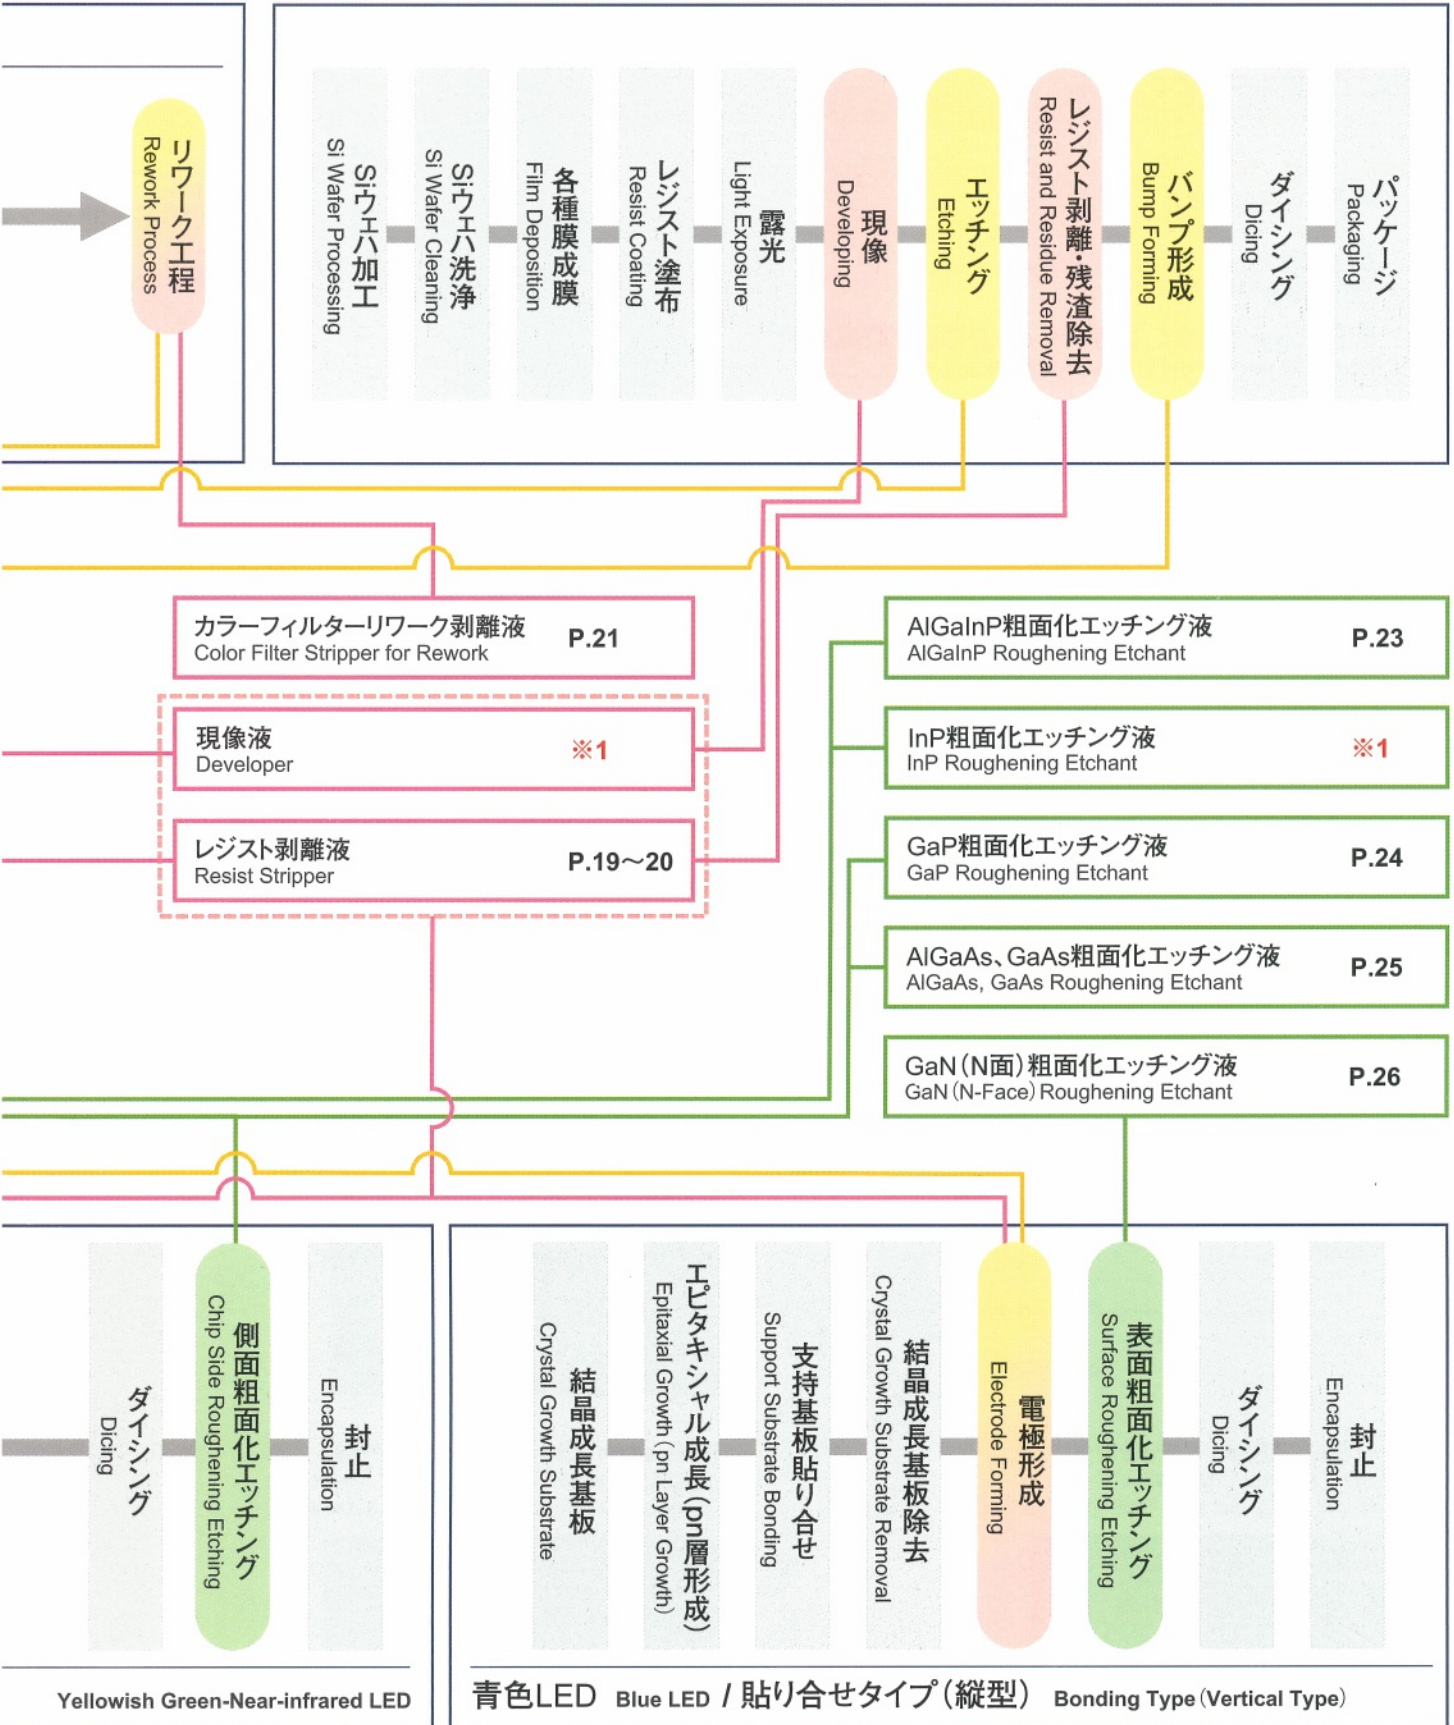 リワーク工程
Rework Process
Siウェハ加工
Si Wafer Processing
Siウェハ洗浄
Si Wafer Cleaning
各種膜成膜
Film Deposition
レジスト塗布
Resist Coating
露光
Light Exposure
現像
Developing
エッチング
Etching
レジスト剥離・残渣除去
Resist and Residue Removal
バンプ形成
Bump Forming
ダイシング
Dicing
パッケージ
Packaging
カラーフィルターリワーク剥離液 P.21
Color Filter Stripper for Rework
現像液 ※1
Developer
レジスト剥離液 P.19～20
Resist Stripper
AlGaInP粗面化エッチング液 P.23
AlGaInP Roughening Etchant
InP粗面化エッチング液 ※1
InP Roughening Etchant
GaP粗面化エッチング液 P.24
GaP Roughening Etchant
AlGaAs、GaAs粗面化エッチング液 P.25
AlGaAs, GaAs Roughening Etchant
GaN（N面）粗面化エッチング液 P.26
GaN（N-Face）Roughening Etchant
ダイシング
Dicing
側面粗面化エッチング
Chip Side Roughening Etching
封止
Encapsulation
Yellowish Green-Near-infrared LED
結晶成長基板
Crystal Growth Substrate
エピタキシャル成長（pn層形成）
Epitaxial Growth（pn Layer Growth）
支持基板貼り合せ
Support Substrate Bonding
結晶成長基板除去
Crystal Growth Substrate Removal
電極形成
Electrode Forming
表面粗面化エッチング
Surface Roughening Etching
ダイシング
Dicing
封止
Encapsulation
青色LED Blue LED / 貼り合せタイプ（縦型） Bonding Type（Vertical Type）